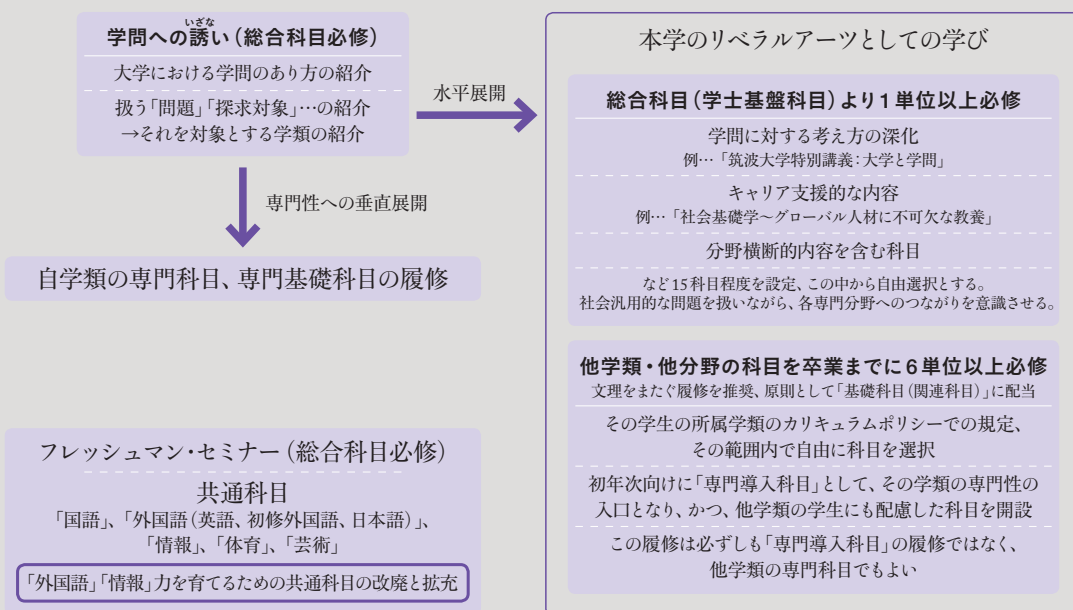 いざな
学問への誘い(総合科目必修)
大学における学問のあり方の紹介
扱う「問題」「探求対象」…の紹介
→それを対象とする学類の紹介
水平展開
専門性への垂直展開
自学類の専門科目、専門基礎科目の履修
フレッシュマン・セミナー(総合科目必修)
共通科目
「国語」、「外国語(英語、初修外国語、日本語)」、
「情報」、「体育」、「芸術」
「外国語」「情報」力を育てるための共通科目の改廃と拡充
本学のリベラルアーツとしての学び
総合科目(学士基盤科目)より1単位以上必修
学問に対する考え方の深化
例…「筑波大学特別講義:大学と学問」
キャリア支援的な内容
例…「社会基礎学〜グローバル人材に不可欠な教養」
分野横断的内容を含む科目
など15科目程度を設定、この中から自由選択とする。
社会汎用的な問題を扱いながら、各専門分野へのつながりを意識させる。
他学類・他分野の科目を卒業までに6単位以上必修
文理をまたぐ履修を推奨、原則として「基礎科目(関連科目)」に配当
その学生の所属学類のカリキュラムポリシーでの規定、
その範囲内で自由に科目を選択
初年次向けに「専門導入科目」として、その学類の専門性の
入口となり、かつ、他学類の学生にも配慮した科目を開設
この履修は必ずしも「専門導入科目」の履修ではなく、
他学類の専門科目でもよい